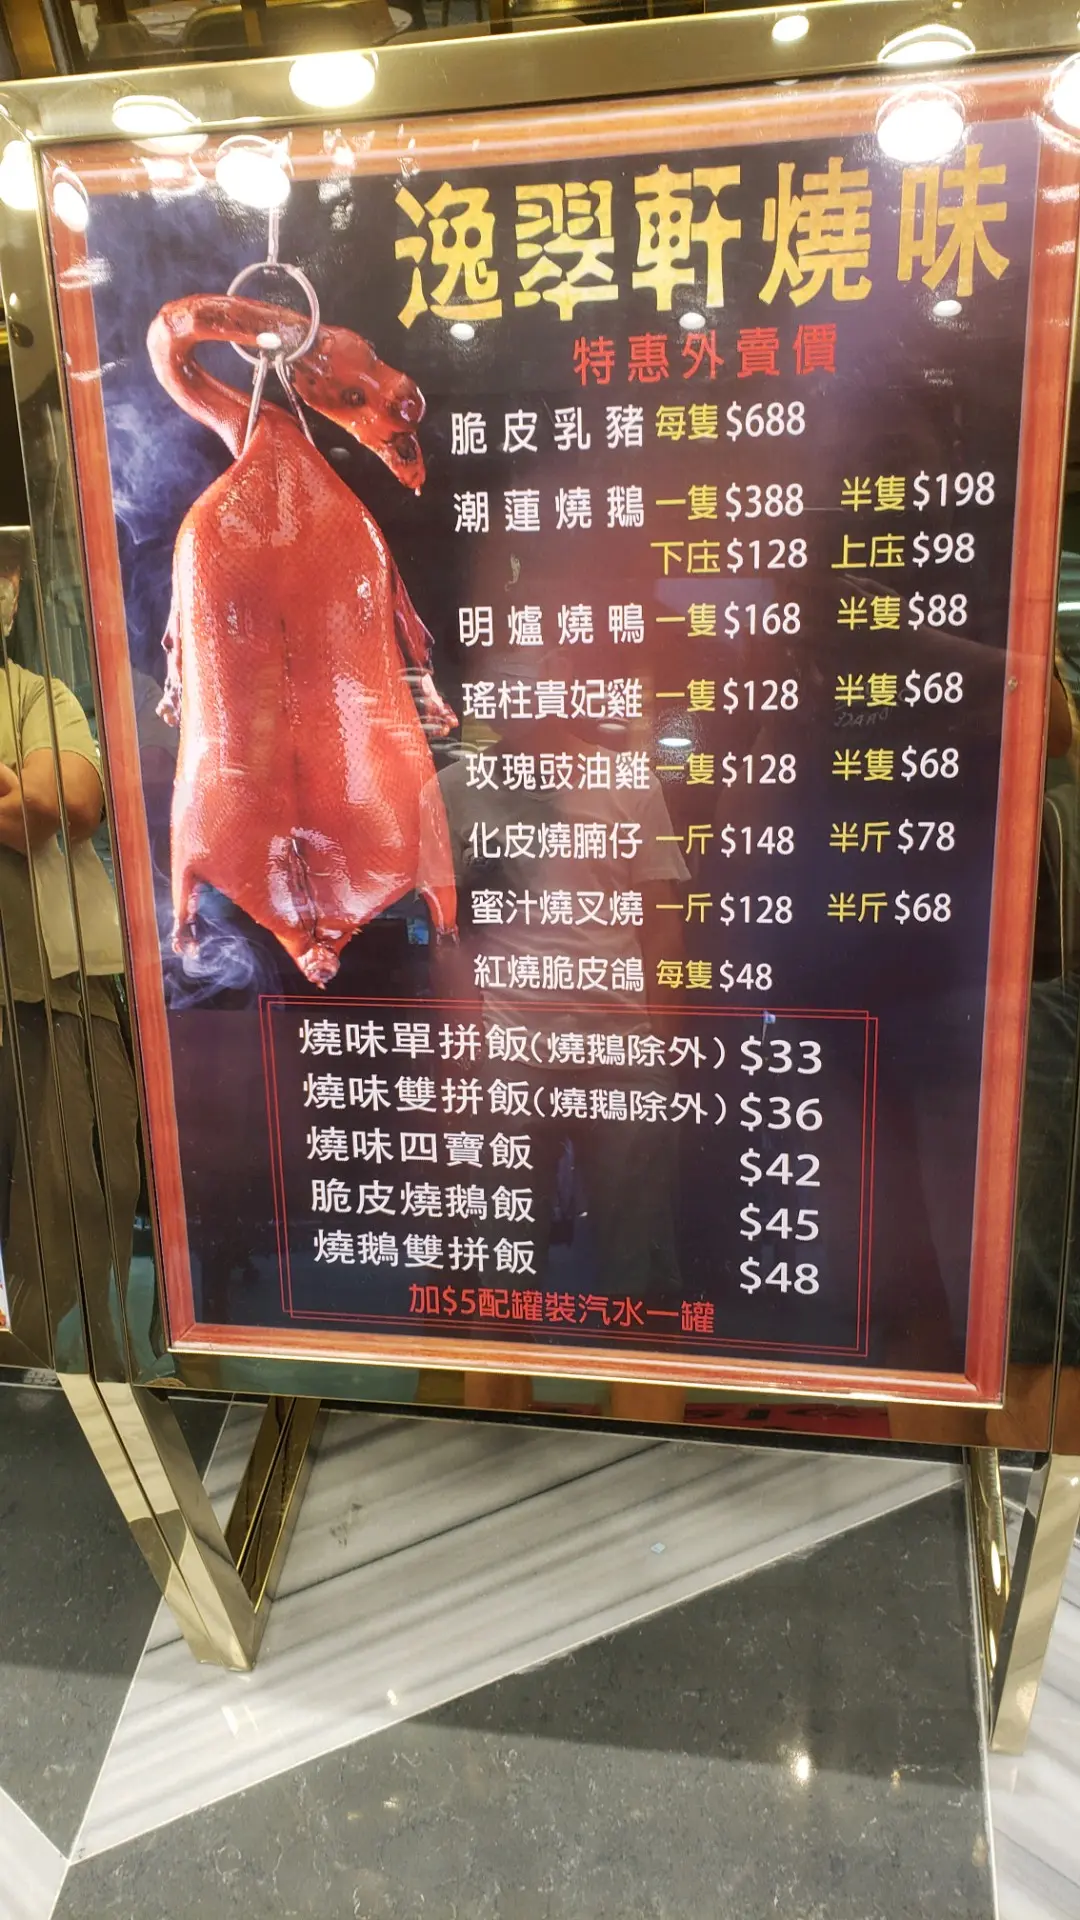 逸翠軒燒味
特惠外賣價
脆皮乳豬 每隻 $688
潮蓮燒鵝 一隻 $388 半隻 $198
下庄 $128 上庄 $98
明爐燒鴨 一隻 $168 半隻 $88
瑤柱貴妃雞 一隻 $128 半隻 $68
玫瑰豉油雞 一隻 $128 半隻 $68
化皮燒腩仔 一斤 $148 半斤 $78
蜜汁燒叉燒 一斤 $128 半斤 $68
紅燒脆皮鴿 每隻 $48
燒味單拼飯(燒鵝除外) $33
燒味雙拼飯(燒鵝除外) $36
燒味四寶飯 $42
脆皮燒鵝飯 $45
燒鵝雙拼飯 $48
加$5配罐裝汽水一罐